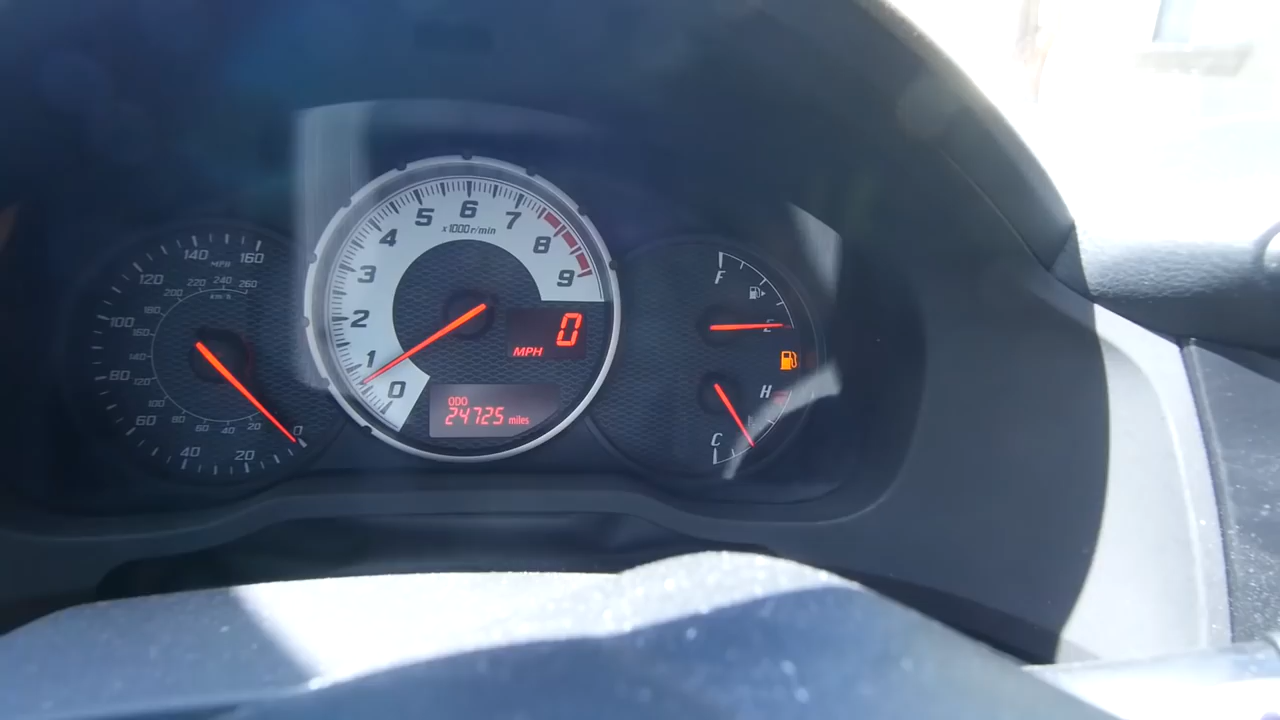 140 MPH 160
120
100
80
60
40
20
0
220 240 260
200 km/h
180
160
140
120
100
80
60 40 20
5 6 7
x1000r/min
4 8
3 9
2
1
0
0
MPH
ODO
24725 miles
F
E
H
C